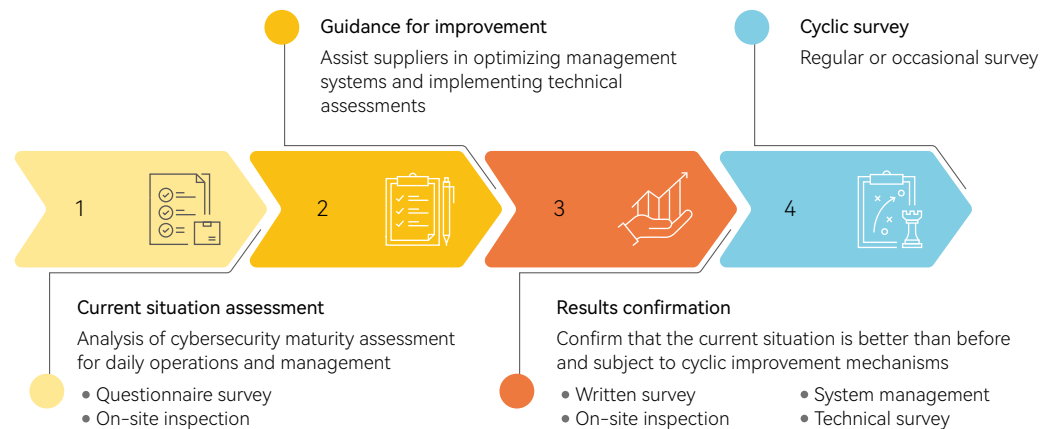 Guidance for improvement
Assist suppliers in optimizing management
systems and implementing technical
assessments
Cyclic survey
Regular or occasional survey
1
2
3
4
Current situation assessment
Analysis of cybersecurity maturity assessment
for daily operations and management
• Questionnaire survey
• On-site inspection
Results confirmation
Confirm that the current situation is better than before
and subject to cyclic improvement mechanisms
• Written survey
• On-site inspection
• System management
• Technical survey